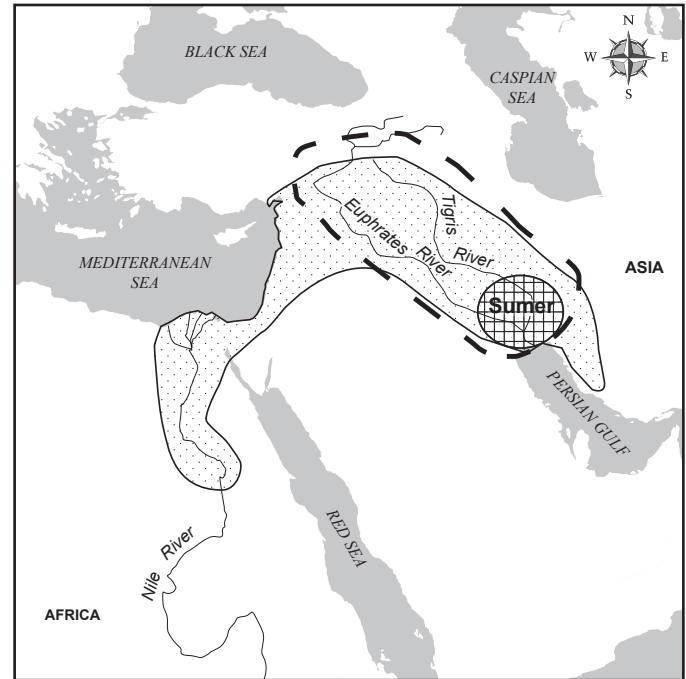 BLACK SEA
CASPIAN
SEA
N
W
E
S
Tigris
River
Euphrates
River
MEDITERRANEAN
SEA
ASIA
Sumer
PERSIAN GULF
RED SEA
Nile
River
AFRICA